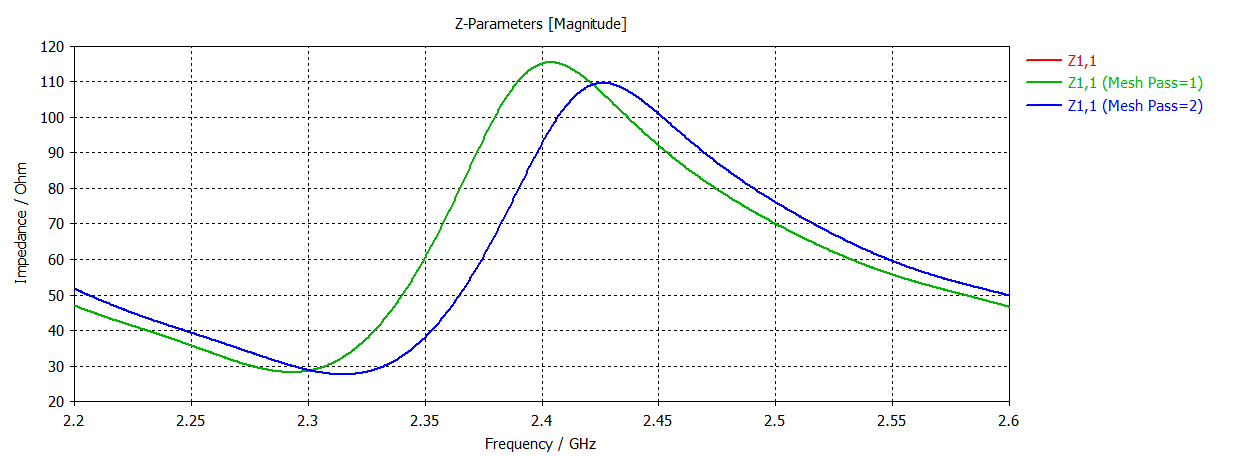 Z-Parameters [Magnitude]
120
110
100
90
80
70
60
50
40
30
20
Impedance / Ohm
2.2 2.25 2.3 2.35 2.4 2.45 2.5 2.55 2.6
Frequency / GHz
Z1,1
Z1,1 (Mesh Pass=1)
Z1,1 (Mesh Pass=2)